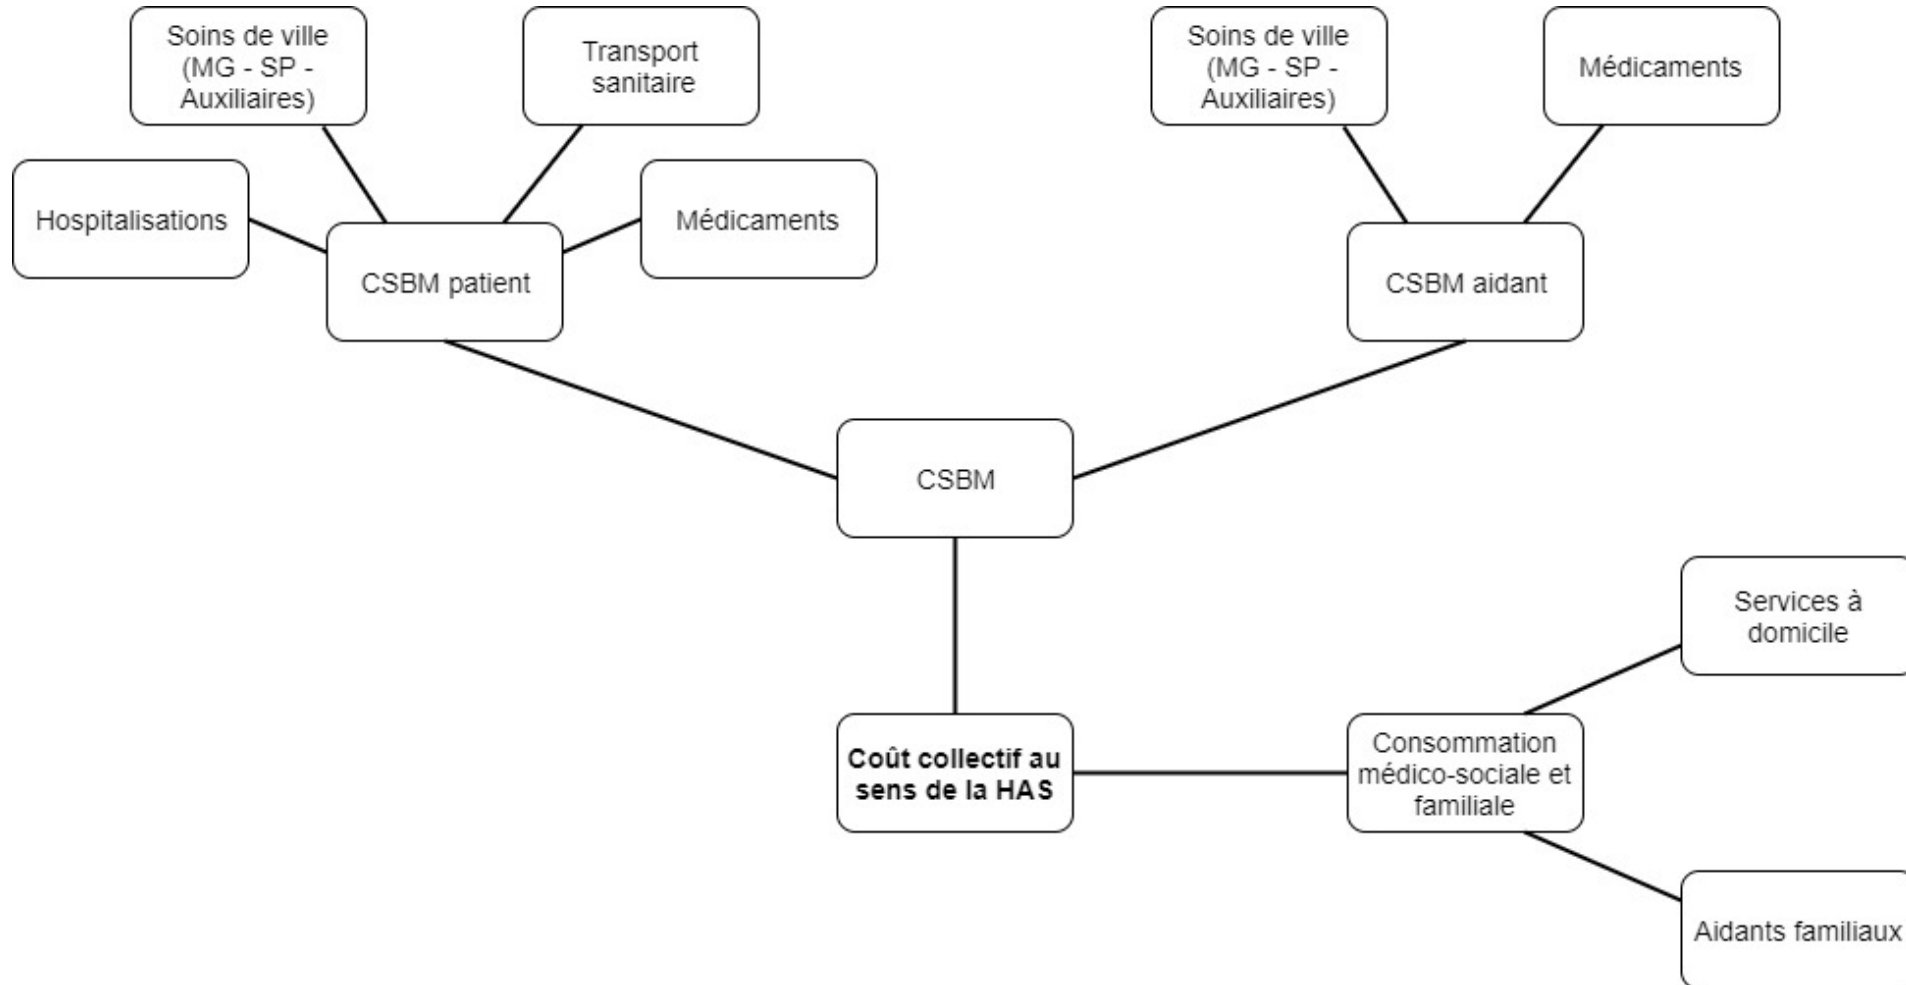 Soins de ville
(MG - SP -
Auxiliaires)
Transport
sanitaire
Soins de ville
(MG - SP -
Auxiliaires)
Médicaments
Hospitalisations
Médicaments
CSBM patient
CSBM aidant
CSBM
Services à
domicile
Coût collectif au
sens de la HAS
Consommation
médico-sociale et
familiale
Aidants familiaux